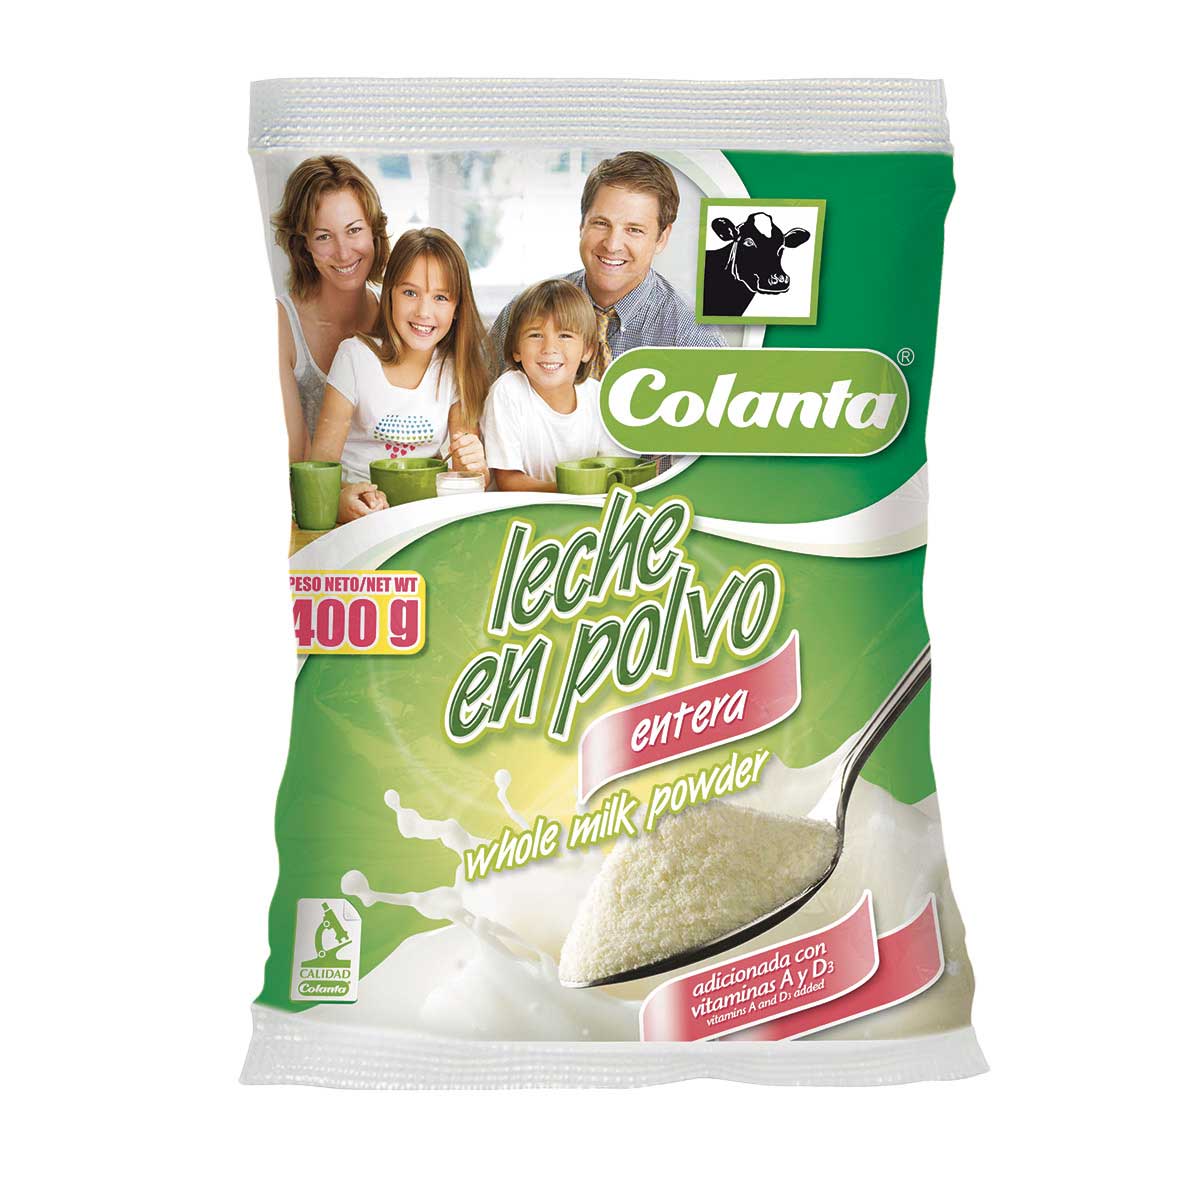 Colanta®
leche
en polvo
PESO NETO/NET WT
400 g
entera
whole milk powder
CALIDAD
Colanta
adicionada con
vitaminas A y D3
vitamins A and D3 added